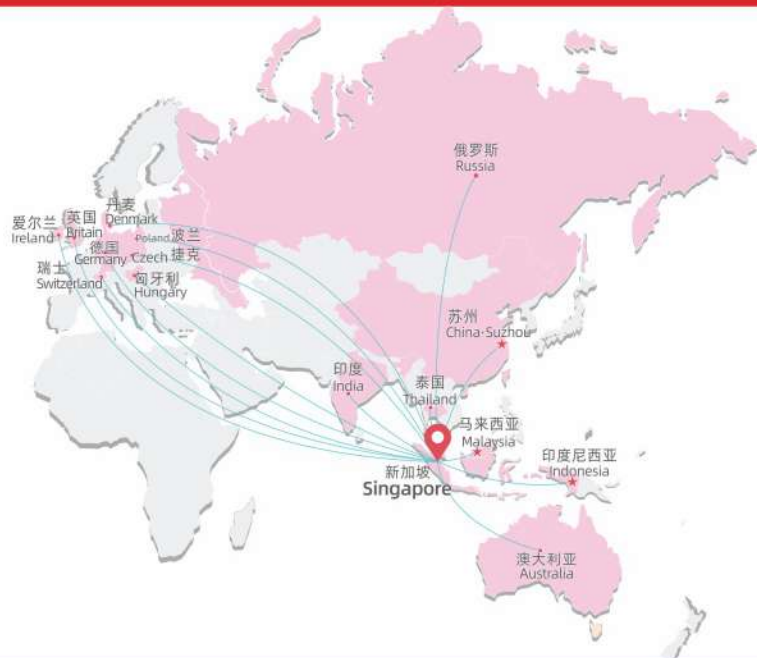 俄罗斯
Russia
丹麦
Denmark
爱尔兰
Ireland
英国
Britain
Poland 波兰
德国
Germany
Czech 捷克
瑞士
Switzerland
匈牙利
Hungary
苏州
China·Suzhou
印度
India
泰国
Thailand
马来西亚
Malaysia
印度尼西亚
Indonesia
新加坡
Singapore
澳大利亚
Australia